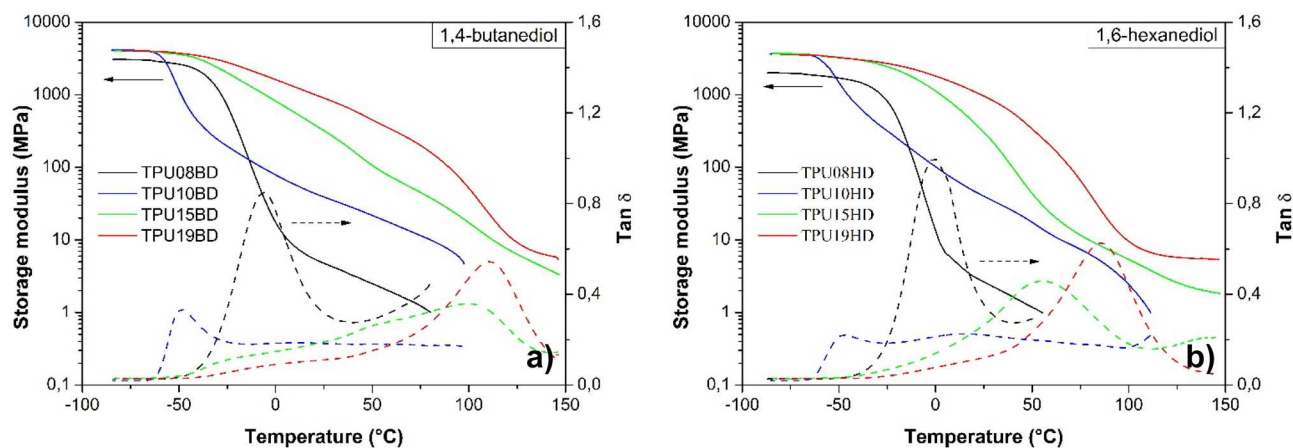 1,4-butanediol
Storage modulus (MPa)
10000
1000
100
10
1
0,1
1,6
1,2
0,8
0,4
0,0
Tan δ
TPU08BD
TPU10BD
TPU15BD
TPU19BD
a)
-100 -50 0 50 100 150
Temperature (°C)
1,6-hexanediol
Storage modulus (MPa)
10000
1000
100
10
1
0,1
1,6
1,2
0,8
0,4
0,0
Tan δ
TPU08HD
TPU10HD
TPU15HD
TPU19HD
b)
-100 -50 0 50 100 150
Temperature (°C)